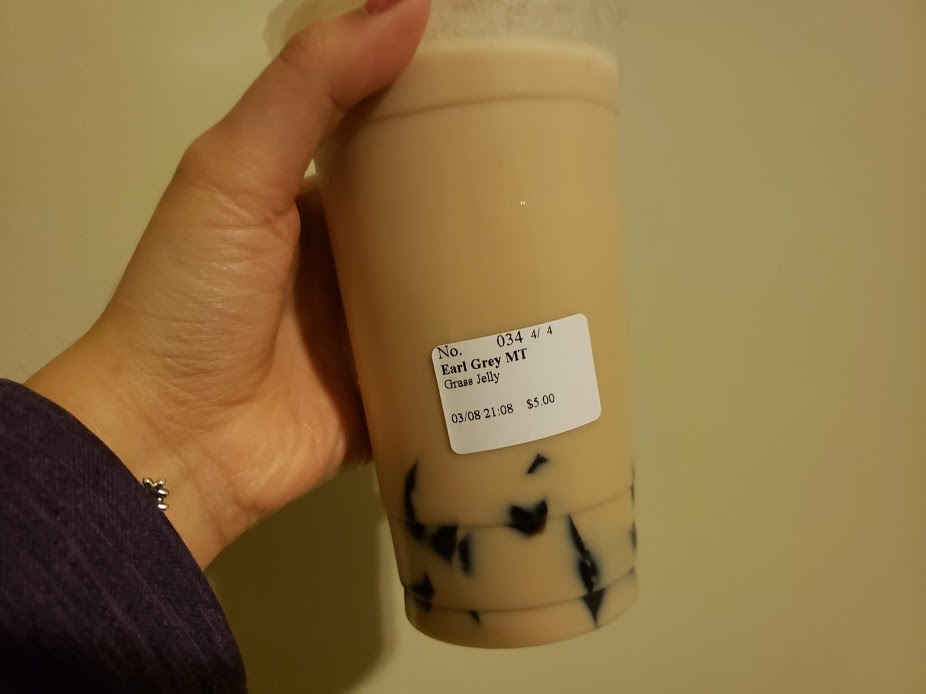 No. 034 4/ 4
Earl Grey MT
Grass Jelly
03/08 21:08 $5.00